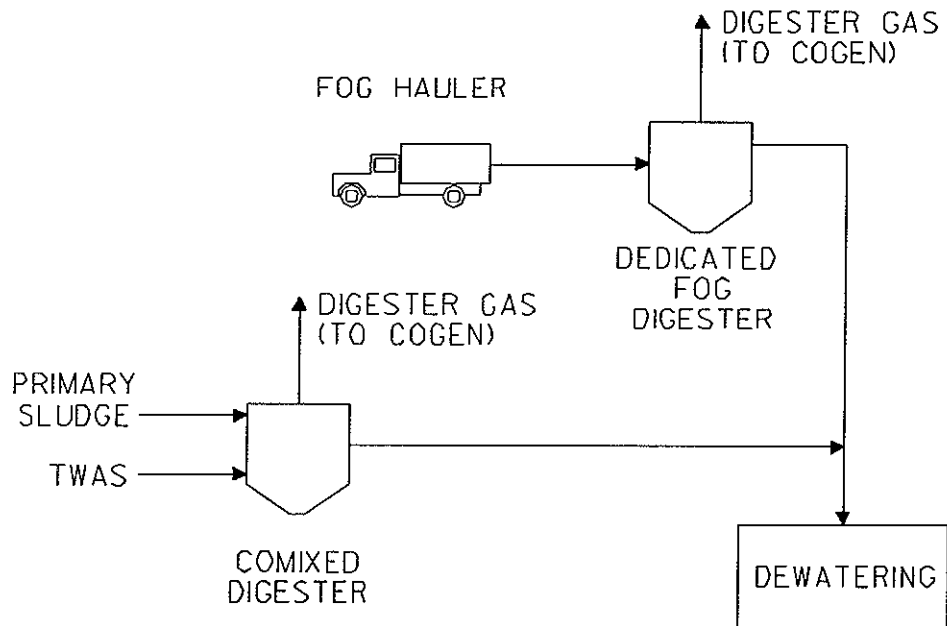 DIGESTER GAS
(TO COGEN)
FOG HAULER
DEDICATED
FOG
DIGESTER
DIGESTER GAS
(TO COGEN)
PRIMARY
SLUDGE
TWAS
COMIXED
DIGESTER
DEWATERING